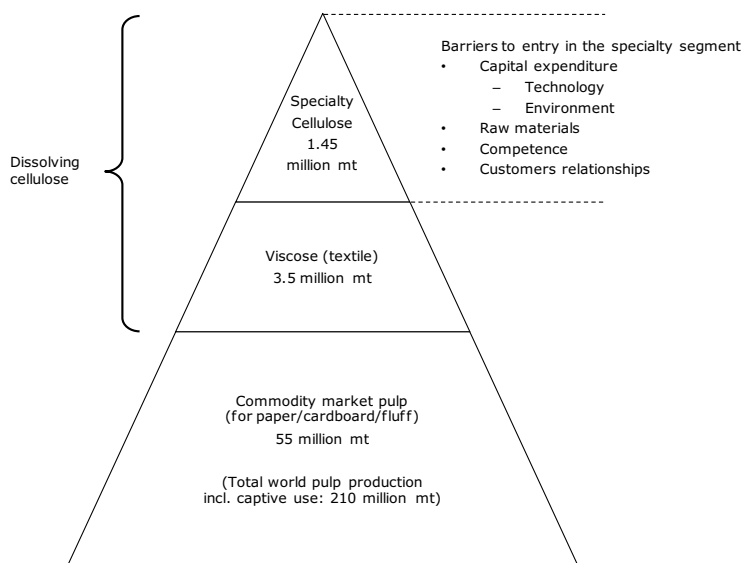 Barriers to entry in the specialty segment
• Capital expenditure
– Technology
– Environment
• Raw materials
• Competence
• Customers relationships
Specialty
Cellulose
1.45
million mt
Dissolving
cellulose
Viscose (textile)
3.5 million mt
Commodity market pulp
(for paper/cardboard/fluff)
55 million mt
(Total world pulp production
incl. captive use: 210 million mt)